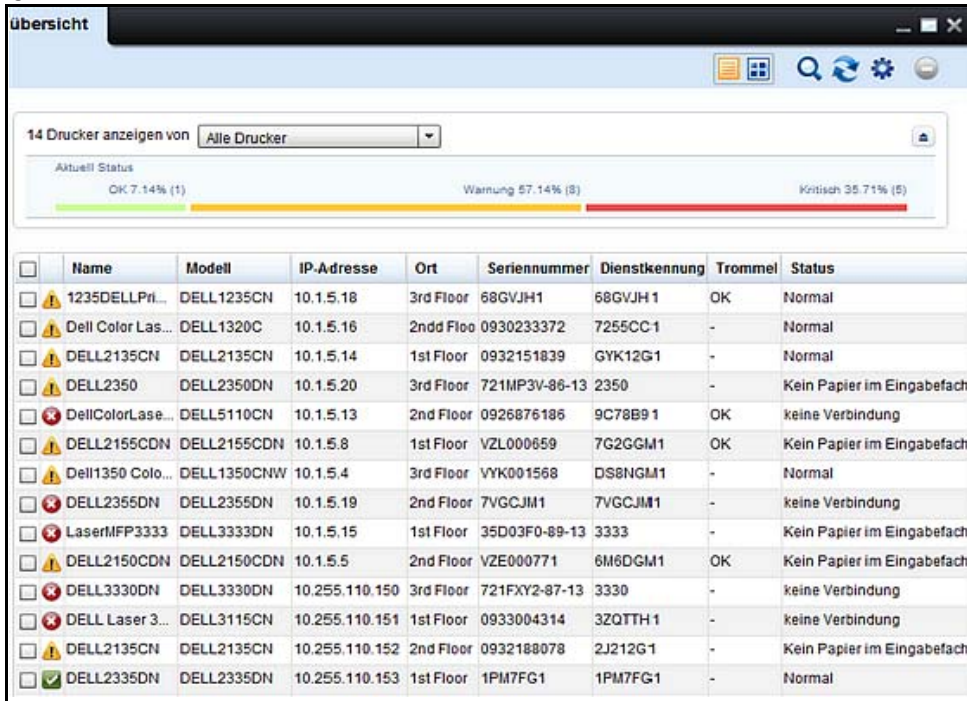 übersicht
14 Drucker anzeigen von Alle Drucker
Aktuell Status
OK 7.14% (1) Warnung 57.14% (8) Kritisch 35.71% (5)
Name Modell IP-Adresse Ort Seriennummer Dienstkennung Trommel Status
1235DELLPri... DELL1235CN 10.1.5.18 3rd Floor 68GVJH1 68GVJH1 OK Normal
Dell Color Las... DELL1320C 10.1.5.16 2ndd Floo 0930233372 7255CC1 - Normal
DELL2135CN DELL2135CN 10.1.5.14 1st Floor 0932151839 GYK12G1 - Normal
DELL2350 DELL2350DN 10.1.5.20 3rd Floor 721MP3V-86-13 2350 - Kein Papier im Eingabefach
DellColorLase... DELL5110CN 10.1.5.13 2nd Floor 0926876186 9C78B91 OK keine Verbindung
DELL2155CDN DELL2155CDN 10.1.5.8 1st Floor VZL000659 7G2GGM1 OK Kein Papier im Eingabefach
Dell1350 Colo... DELL1350CNW 10.1.5.4 3rd Floor VYK001568 DS8NGM1 - Normal
DELL2355DN DELL2355DN 10.1.5.19 2nd Floor 7VGCJM1 7VGCJM1 - keine Verbindung
LaserMFP3333 DELL3333DN 10.1.5.15 1st Floor 35D03F0-89-13 3333 - Kein Papier im Eingabefach
DELL2150CDN DELL2150CDN 10.1.5.5 2nd Floor VZE000771 6M6DGM1 OK Kein Papier im Eingabefach
DELL3330DN DELL3330DN 10.255.110.150 3rd Floor 721FXY2-87-13 3330 - keine Verbindung
DELL Laser 3... DELL3115CN 10.255.110.151 1st Floor 0933004314 3ZQTTH1 - keine Verbindung
DELL2135CN DELL2135CN 10.255.110.152 2nd Floor 0932188078 2J212G1 - Kein Papier im Eingabefach
DELL2335DN DELL2335DN 10.255.110.153 1st Floor 1PM7FG1 1PM7FG1 - Normal